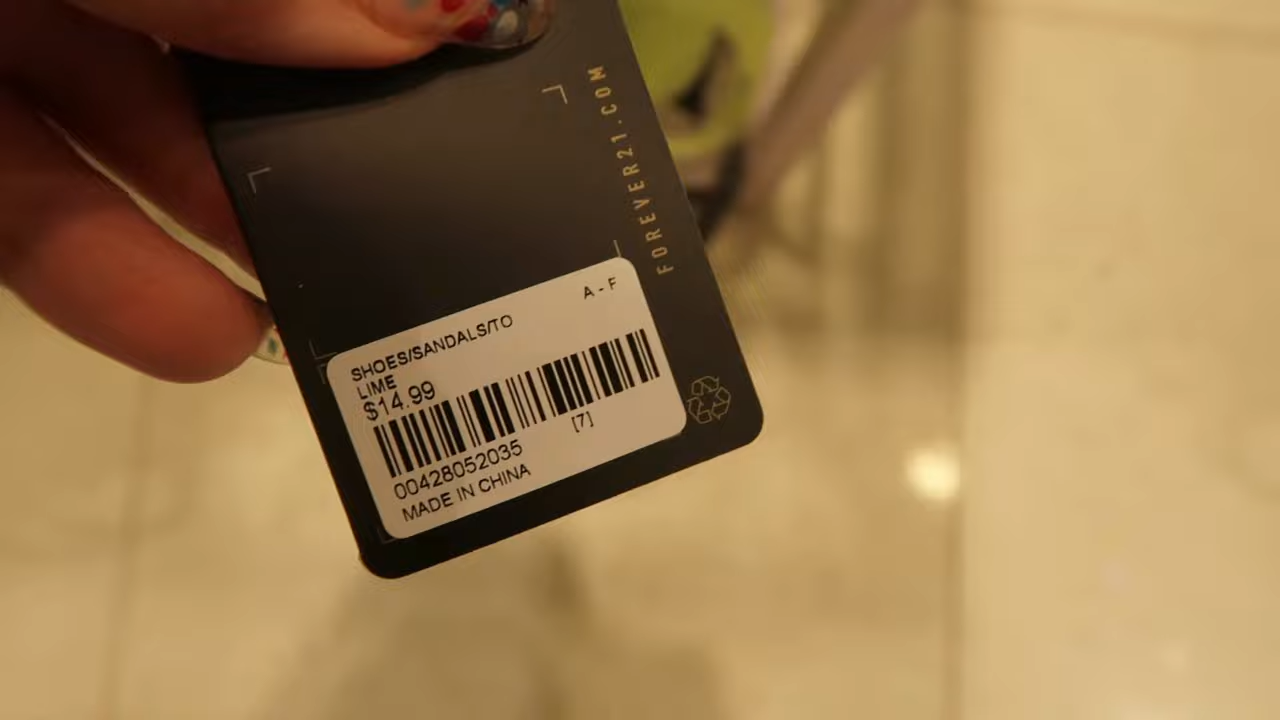 FOREVER21.COM
A - F
SHOES/SANDALS/TO
LIME
$14.99
[7]
00428052035
MADE IN CHINA